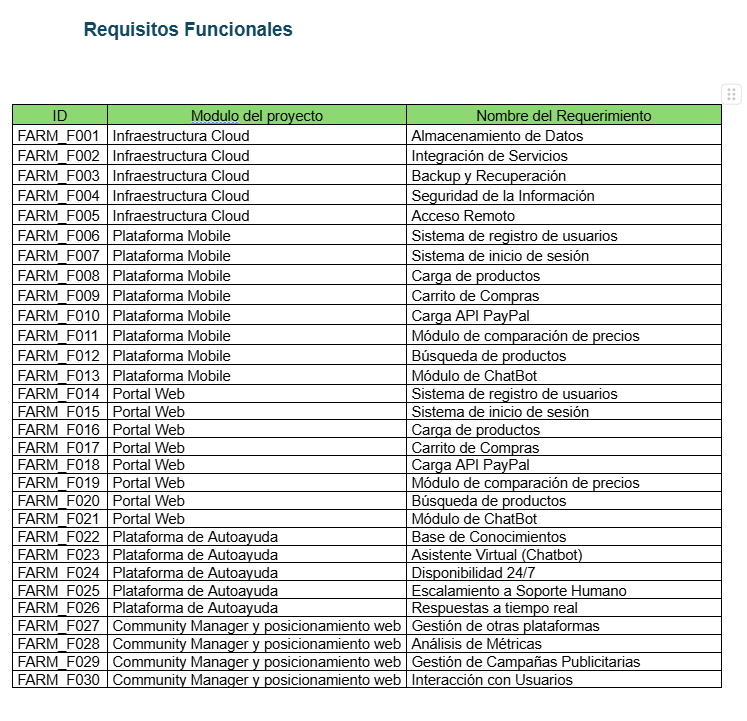 Requisitos Funcionales
ID Modulo del proyecto Nombre del Requerimiento
FARM_F001 Infraestructura Cloud Almacenamiento de Datos
FARM_F002 Infraestructura Cloud Integración de Servicios
FARM_F003 Infraestructura Cloud Backup y Recuperación
FARM_F004 Infraestructura Cloud Seguridad de la Información
FARM_F005 Infraestructura Cloud Acceso Remoto
FARM_F006 Plataforma Mobile Sistema de registro de usuarios
FARM_F007 Plataforma Mobile Sistema de inicio de sesión
FARM_F008 Plataforma Mobile Carga de productos
FARM_F009 Plataforma Mobile Carrito de Compras
FARM_F010 Plataforma Mobile Carga API PayPal
FARM_F011 Plataforma Mobile Módulo de comparación de precios
FARM_F012 Plataforma Mobile Búsqueda de productos
FARM_F013 Plataforma Mobile Módulo de ChatBot
FARM_F014 Portal Web Sistema de registro de usuarios
FARM_F015 Portal Web Sistema de inicio de sesión
FARM_F016 Portal Web Carga de productos
FARM_F017 Portal Web Carrito de Compras
FARM_F018 Portal Web Carga API PayPal
FARM_F019 Portal Web Módulo de comparación de precios
FARM_F020 Portal Web Búsqueda de productos
FARM_F021 Portal Web Módulo de ChatBot
FARM_F022 Plataforma de Autoayuda Base de Conocimientos
FARM_F023 Plataforma de Autoayuda Asistente Virtual (Chatbot)
FARM_F024 Plataforma de Autoayuda Disponibilidad 24/7
FARM_F025 Plataforma de Autoayuda Escalamiento a Soporte Humano
FARM_F026 Plataforma de Autoayuda Respuestas a tiempo real
FARM_F027 Community Manager y posicionamiento web Gestión de otras plataformas
FARM_F028 Community Manager y posicionamiento web Análisis de Métricas
FARM_F029 Community Manager y posicionamiento web Gestión de Campañas Publicitarias
FARM_F030 Community Manager y posicionamiento web Interacción con Usuarios